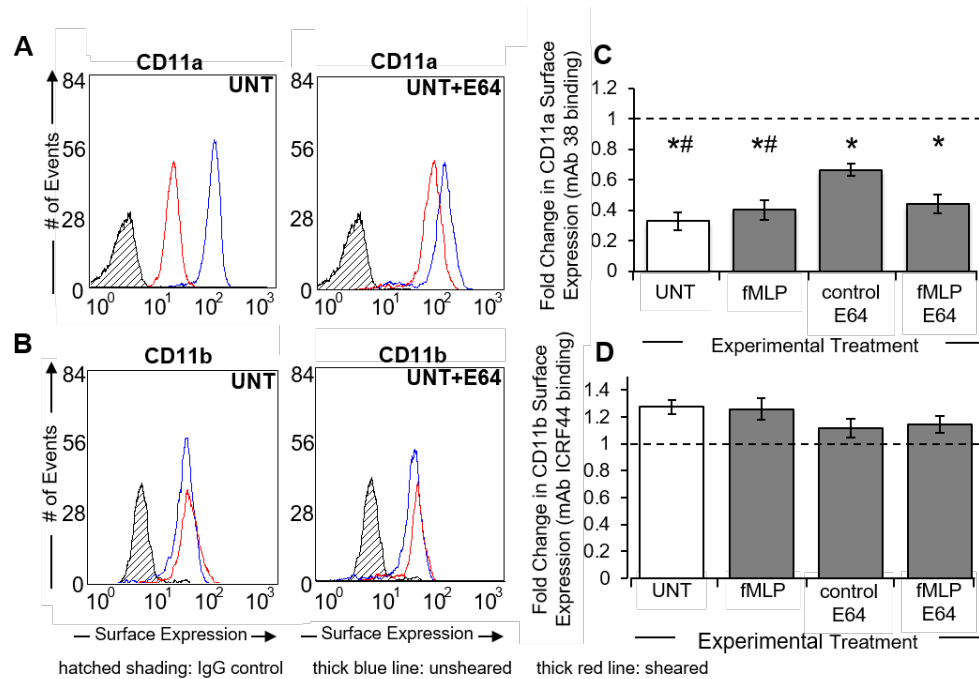 A
CD11a
UNT
# of Events
84
56
28
0
10^0 10^1 10^2 10^3
CD11a
UNT+E64
84
56
28
0
10^0 10^1 10^2 10^3
B
CD11b
UNT
# of Events
84
56
28
0
10^0 10^1 10^2 10^3
Surface Expression
CD11b
UNT+E64
84
56
28
0
10^0 10^1 10^2 10^3
Surface Expression
C
Fold Change in CD11a Surface
Expression (mAb 38 binding)
1.2
1
0.8
0.6
0.4
0.2
0
*# *# * *
UNT fMLP control E64 fMLP E64
Experimental Treatment
D
Fold Change in CD11b Surface
Expression (mAb ICRF44 binding)
1.4
1.2
1
0.8
0.6
0.4
0.2
0
UNT fMLP control E64 fMLP E64
Experimental Treatment
hatched shading: IgG control thick blue line: unsheared thick red line: sheared